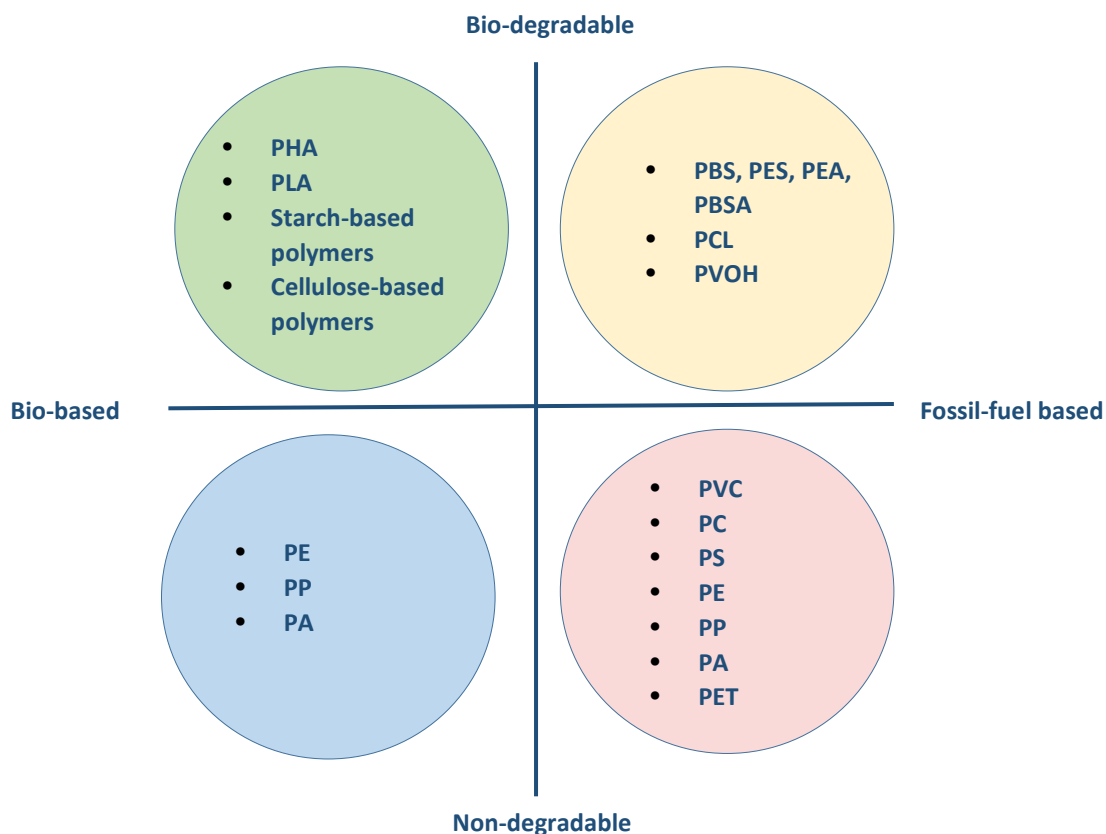 Bio-degradable
• PHA
• PLA
• Starch-based
polymers
• Cellulose-based
polymers
• PBS, PES, PEA,
PBSA
• PCL
• PVOH
Bio-based
Fossil-fuel based
• PE
• PP
• PA
• PVC
• PC
• PS
• PE
• PP
• PA
• PET
Non-degradable